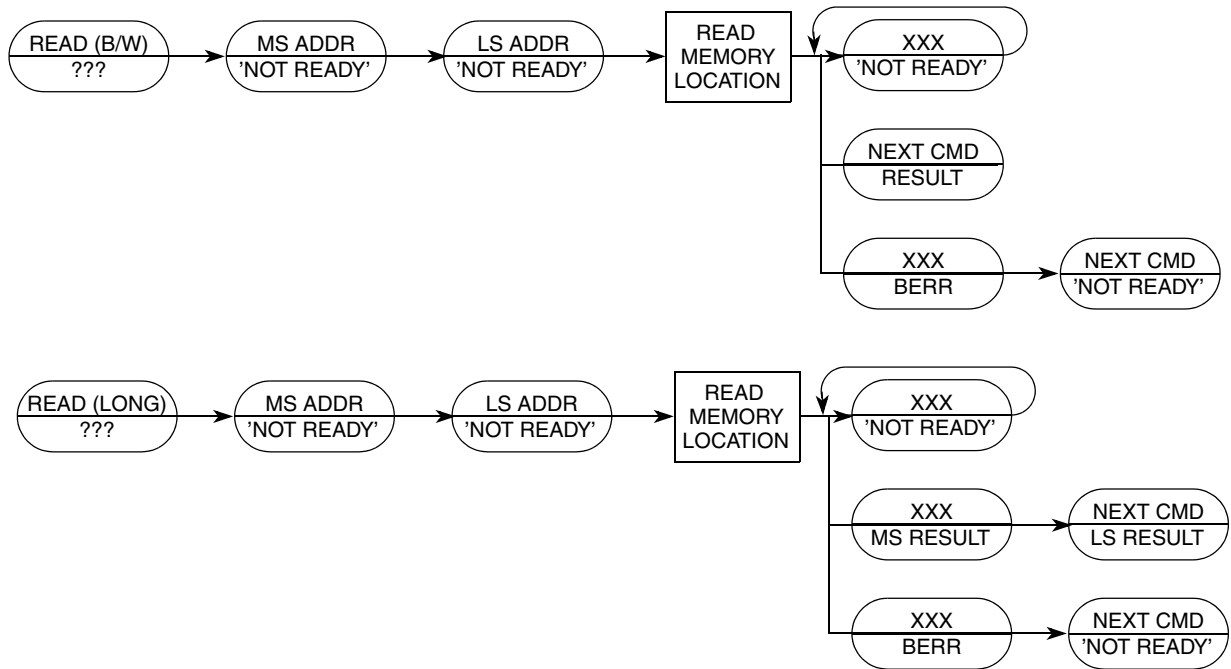 READ (B/W)
???
MS ADDR
'NOT READY'
LS ADDR
'NOT READY'
READ
MEMORY
LOCATION
XXX
'NOT READY'
NEXT CMD
RESULT
XXX
BERR
NEXT CMD
'NOT READY'
READ (LONG)
???
MS ADDR
'NOT READY'
LS ADDR
'NOT READY'
READ
MEMORY
LOCATION
XXX
'NOT READY'
XXX
MS RESULT
NEXT CMD
LS RESULT
XXX
BERR
NEXT CMD
'NOT READY'